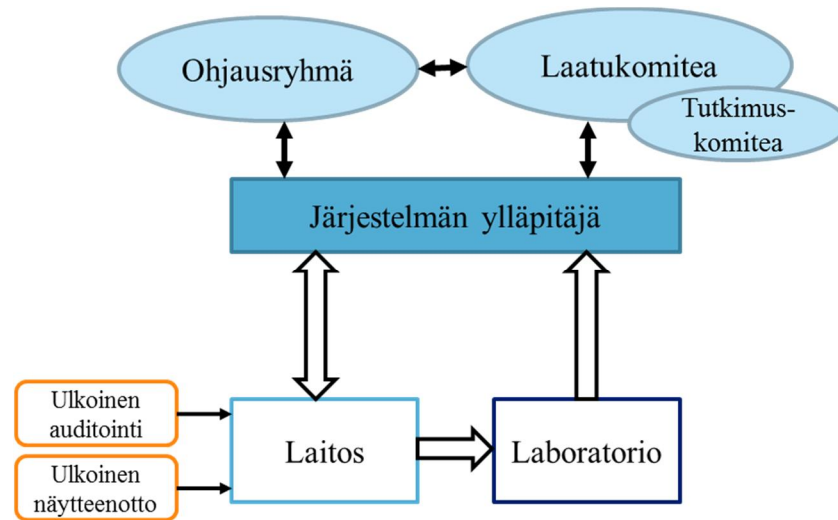 Ohjausryhmä
Laatukomitea
Tutkimus-
komitea
Järjestelmän ylläpitäjä
Ulkoinen
auditointi
Laitos
Laboratorio
Ulkoinen
näytteenotto